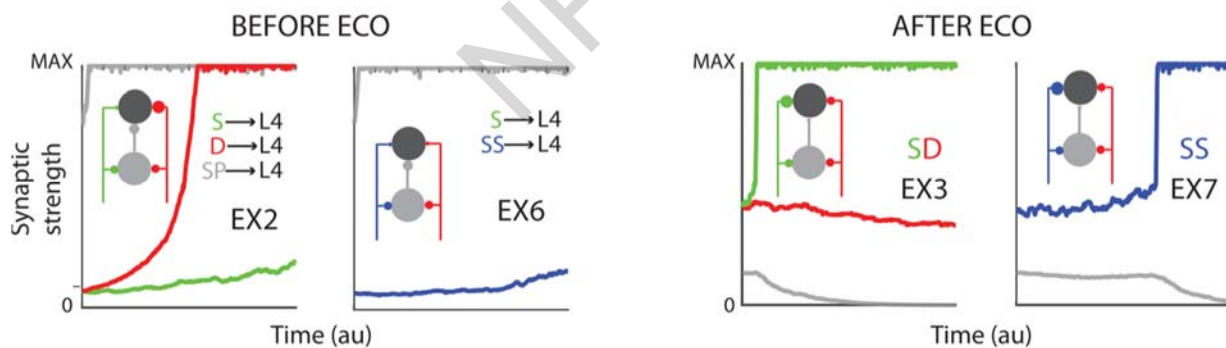 BEFORE ECO
AFTER ECO
MAX
0
Synaptic
strength
S→L4
D→L4
SP→L4
EX2
S→L4
SS→L4
EX6
Time (au)
MAX
0
SD
EX3
SS
EX7
Time (au)